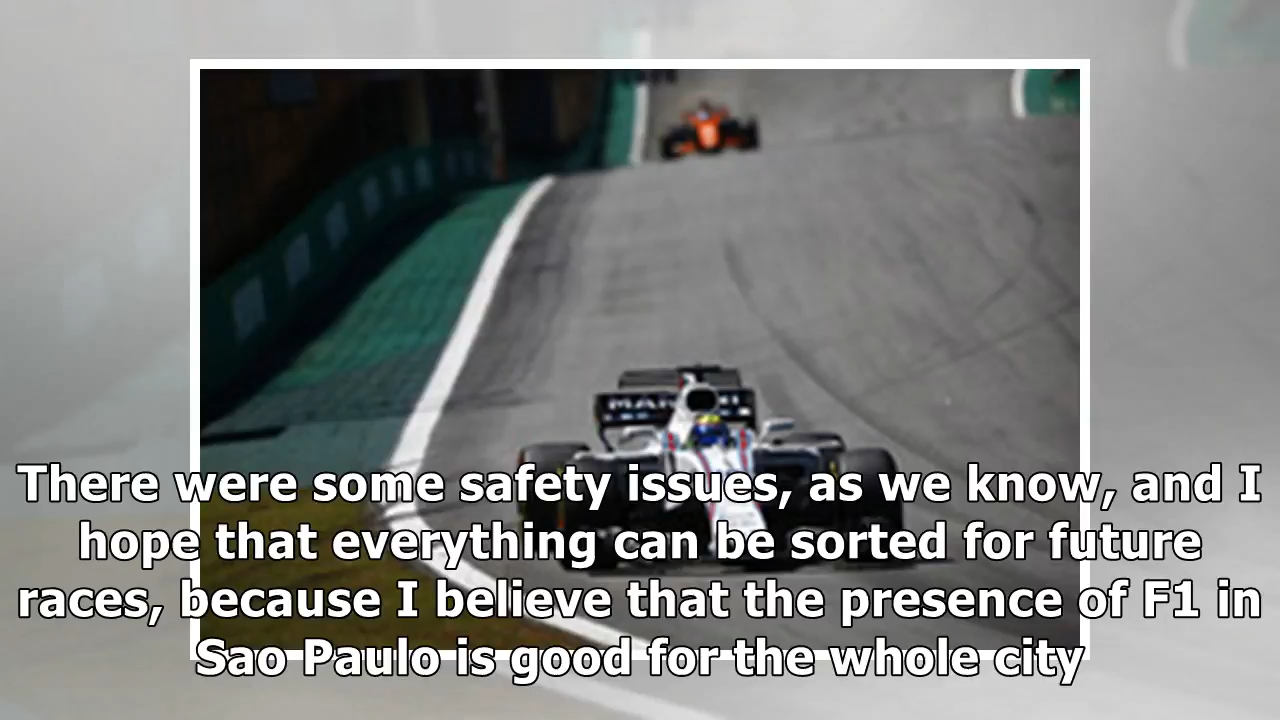 There were some safety issues, as we know, and I
hope that everything can be sorted for future
races, because I believe that the presence of F1 in
Sao Paulo is good for the whole city